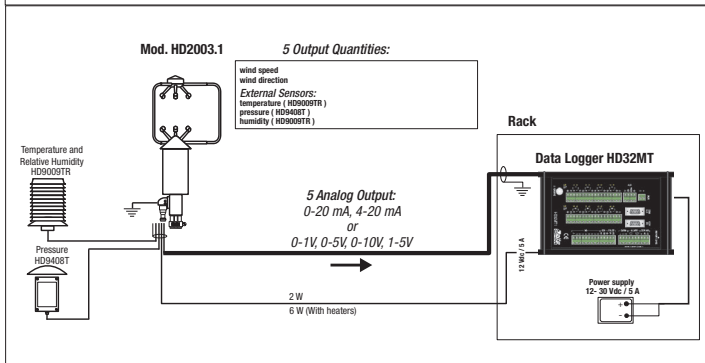 Mod. HD2003.1
5 Output Quantities:
wind speed
wind direction
External Sensors:
temperature ( HD9009TR )
pressure ( HD9408T )
humidity ( HD9009TR )
Rack
Data Logger HD32MT
Temperature and
Relative Humidity
HD9009TR
Pressure
HD9408T
5 Analog Output:
0-20 mA, 4-20 mA
or
0-1V, 0-5V, 0-10V, 1-5V
12 Vdc / 5 A
2 W
6 W (With heaters)
Power supply
12- 30 Vdc / 5 A
+
-